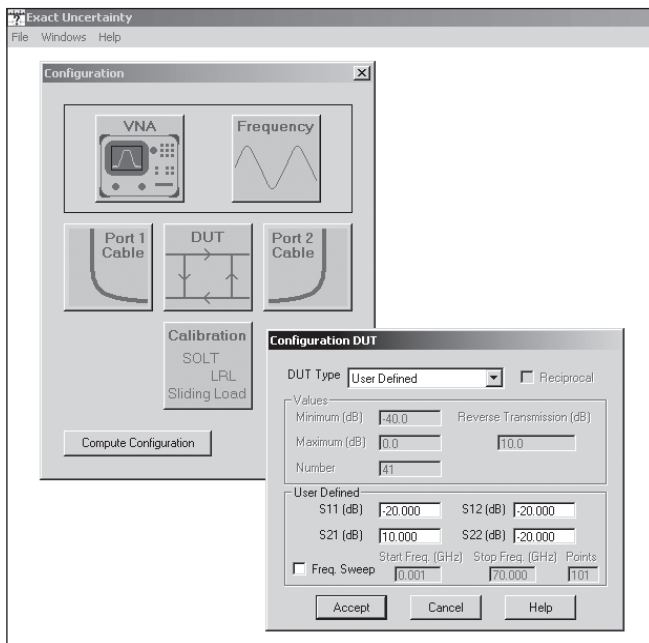 Exact Uncertainty
File Windows Help
Configuration
VNA
Frequency
Port 1 Cable
DUT
Port 2 Cable
Calibration
SOLT
LRL
Sliding Load
Compute Configuration
Configuration DUT
DUT Type User Defined Reciprocal
Values
Minimum (dB) -40.0 Reverse Transmission (dB)
Maximum (dB) 0.0 10.0
Number 41
User Defined
S11 (dB) -20.000 S12 (dB) -20.000
S21 (dB) 10.000 S22 (dB) -20.000
Start Freq. (GHz) Stop Freq. (GHz) Points
Freq. Sweep 0.001 70.000 101
Accept Cancel Help